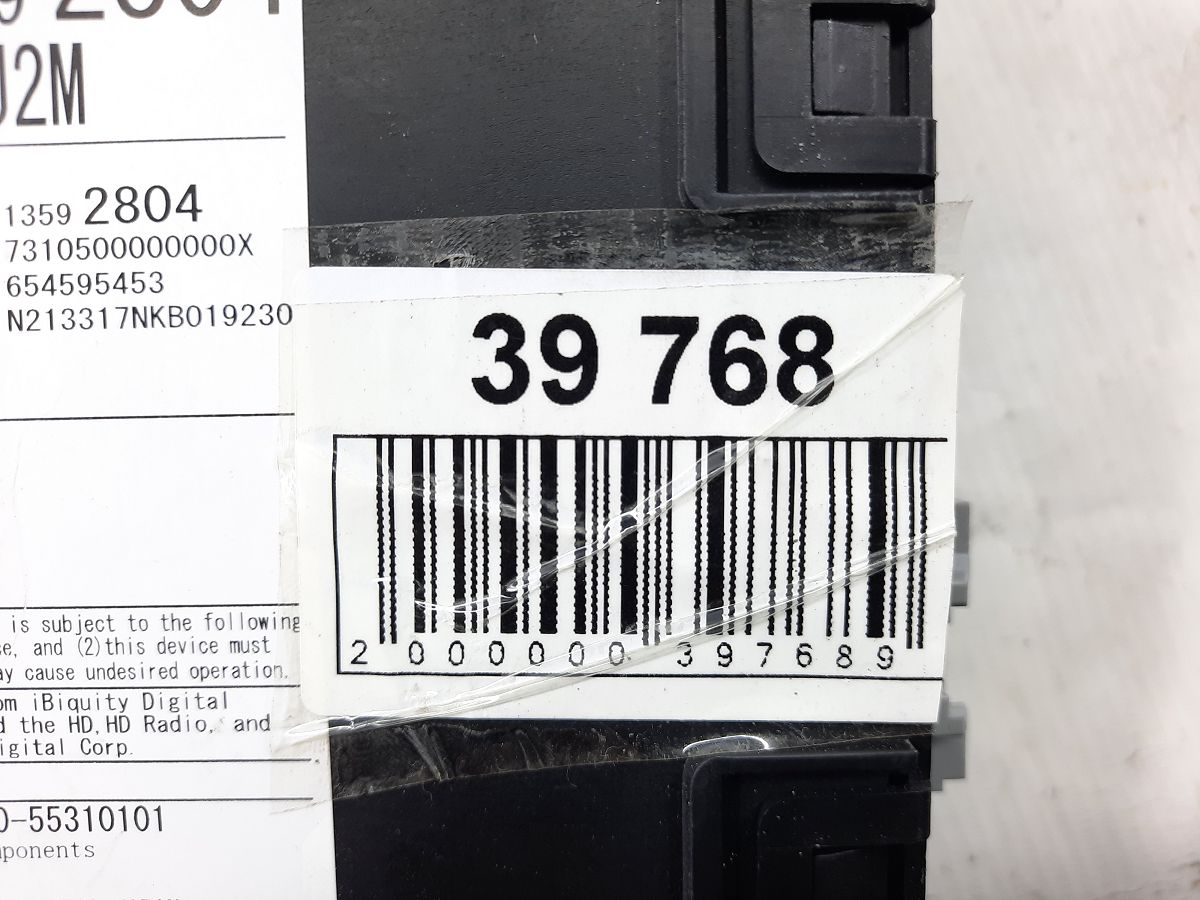 J2M
1359 2804
7310500000000X
654595453
N213317NKB019230
39 768
2 000000 397689
is subject to the following
se, and (2)this device must
ay cause undesired operation.
om iBiquity Digital
d the HD, HD Radio, and
igital Corp.
0-55310101
mponents